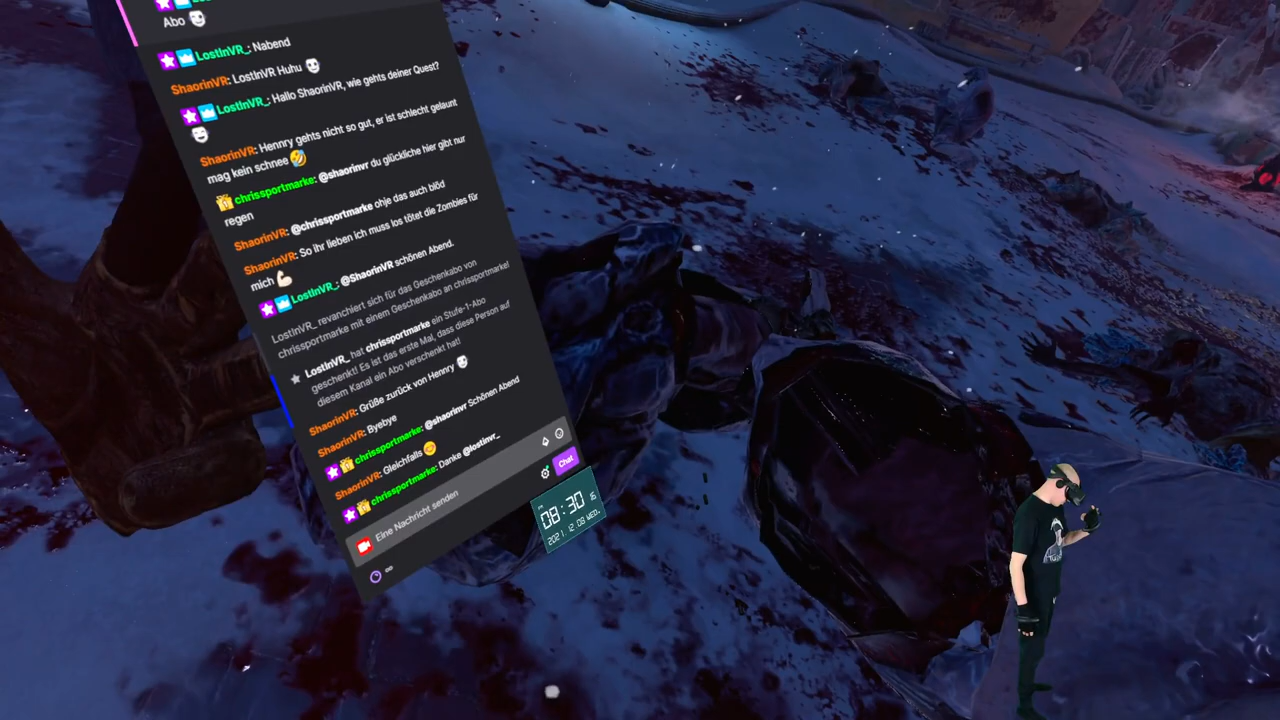 Abo
LostInVR_: Nabend
ShaorinVR: LostInVR Huhu
LostInVR_: Hallo ShaorinVR, wie gehts deiner Quest?
ShaorinVR: Hennry gehts nicht so gut, er ist schlecht gelaunt
mag kein schnee
chrissportmarke: @shaorinvr du glückliche hier gibt nur
regen
ShaorinVR: @chrissportmarke ohje das auch blöd
ShaorinVR: So ihr lieben ich muss los tötet die Zombies für
mich
LostInVR_: @ShaorinVR schönen Abend.
LostInVR_ revanchiert sich für das Geschenkabo von
chrissportmarke mit einem Geschenkabo an chrissportmarke!
LostInVR_ hat chrissportmarke ein Stufe-1-Abo
geschenkt! Es ist das erste Mal, dass diese Person auf
diesem Kanal ein Abo verschenkt hat!
ShaorinVR: Grüße zurück von Hennry
ShaorinVR: Byebye
chrissportmarke: @shaorinvr Schönen Abend
ShaorinVR: Gleichfalls
chrissportmarke: Danke @lostinvr_
Eine Nachricht senden
Chat
08:30 16
2021. 12. 08 WED.